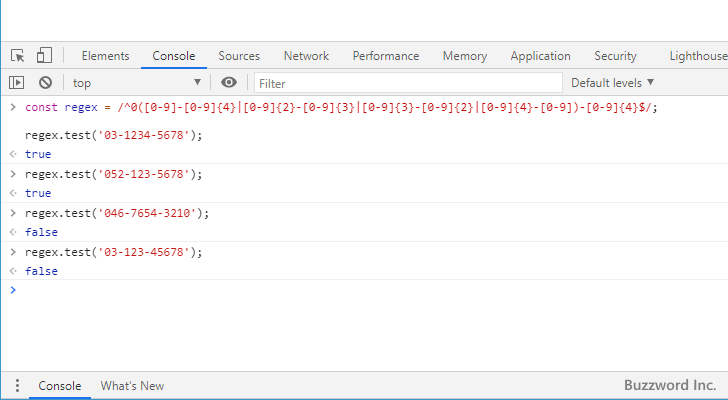 Elements Console Sources Network Performance Memory Application Security Lighthouse
top Filter Default levels
const regex = /^0([0-9]-[0-9]{4}|[0-9]{2}-[0-9]{3}|[0-9]{3}-[0-9]{2}|[0-9]{4}-[0-9])-[0-9]{4}$/;
regex.test('03-1234-5678');
true
regex.test('052-123-5678');
true
regex.test('046-7654-3210');
false
regex.test('03-123-45678');
false
Console What's New
Buzzword Inc.